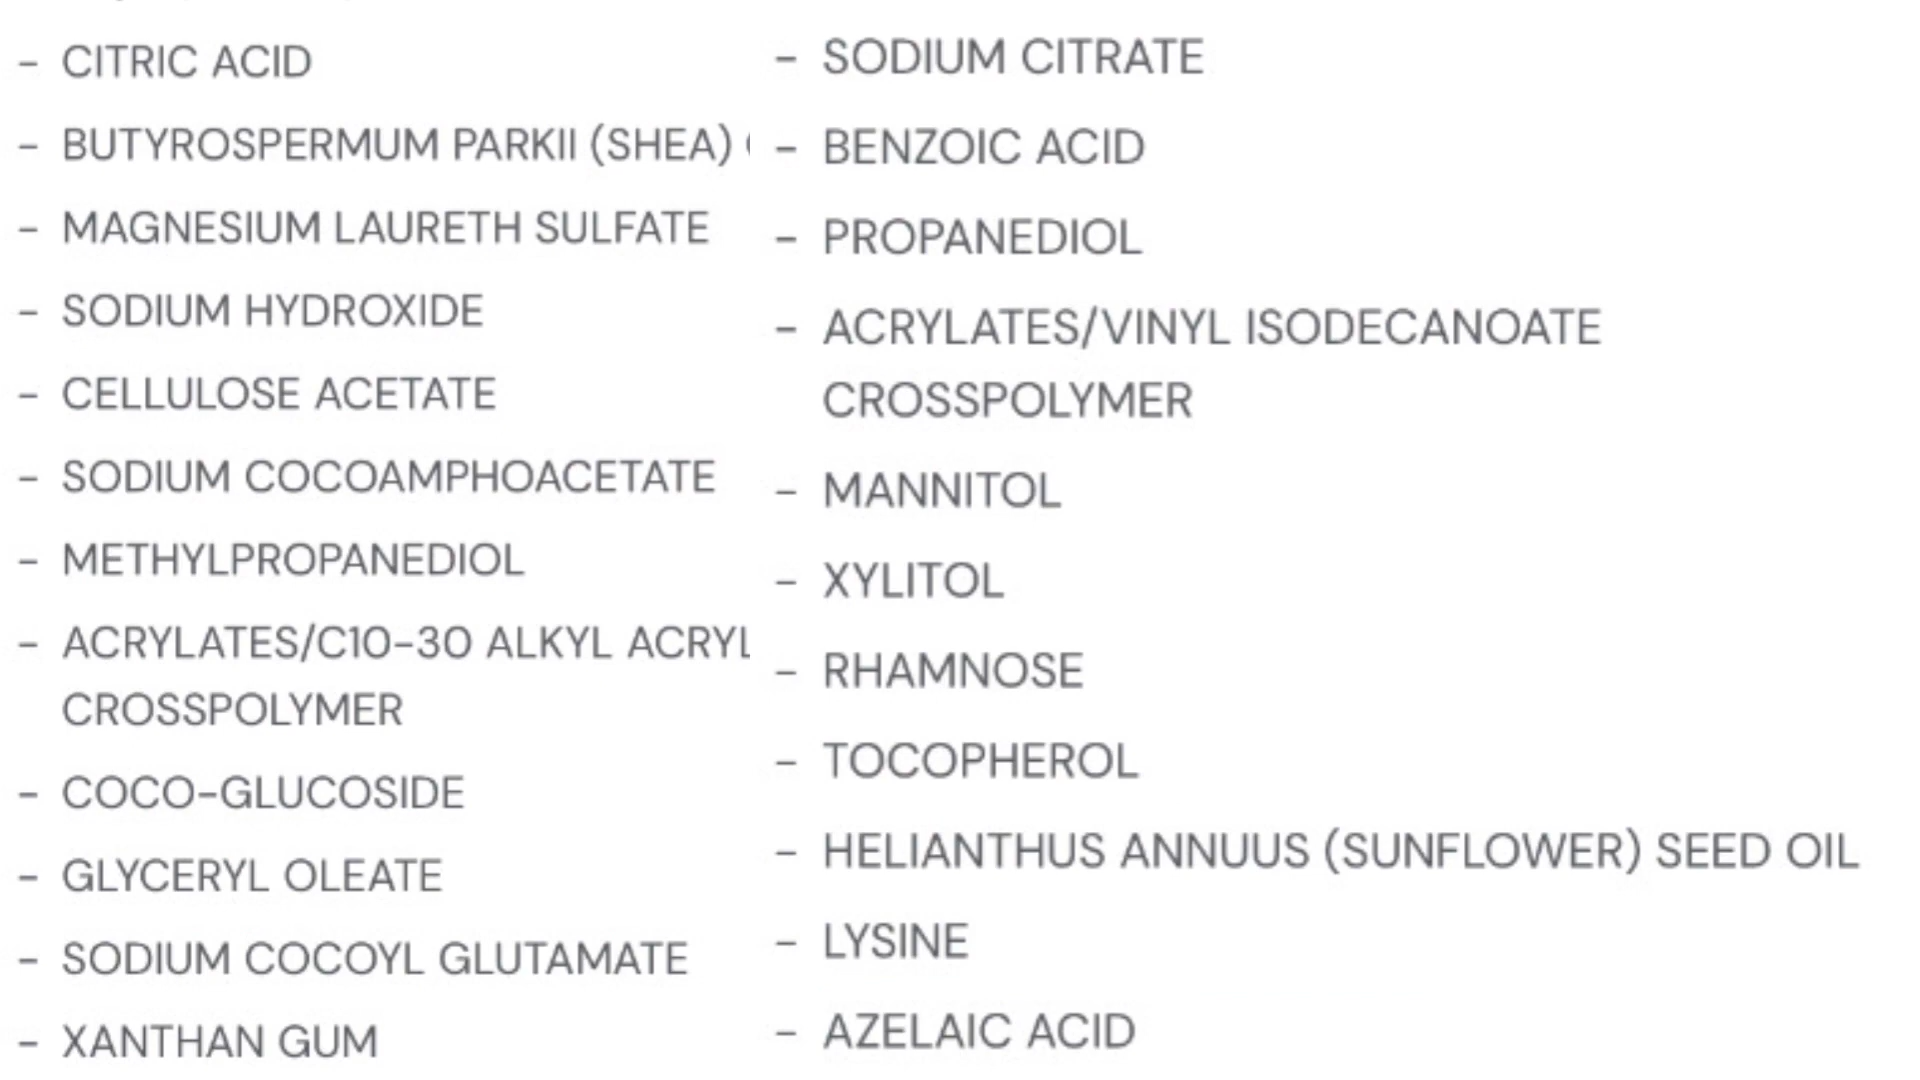 - CITRIC ACID
- BUTYROSPERMUM PARKII (SHEA)
- MAGNESIUM LAURETH SULFATE
- SODIUM HYDROXIDE
- CELLULOSE ACETATE
- SODIUM COCOAMPHOACETATE
- METHYLPROPANEDIOL
- ACRYLATES/C10-30 ALKYL ACRYL
CROSSPOLYMER
- COCO-GLUCOSIDE
- GLYCERYL OLEATE
- SODIUM COCOYL GLUTAMATE
- XANTHAN GUM
- SODIUM CITRATE
- BENZOIC ACID
- PROPANEDIOL
- ACRYLATES/VINYL ISODECANOATE
CROSSPOLYMER
- MANNITOL
- XYLITOL
- RHAMNOSE
- TOCOPHEROL
- HELIANTHUS ANNUUS (SUNFLOWER) SEED OIL
- LYSINE
- AZELAIC ACID